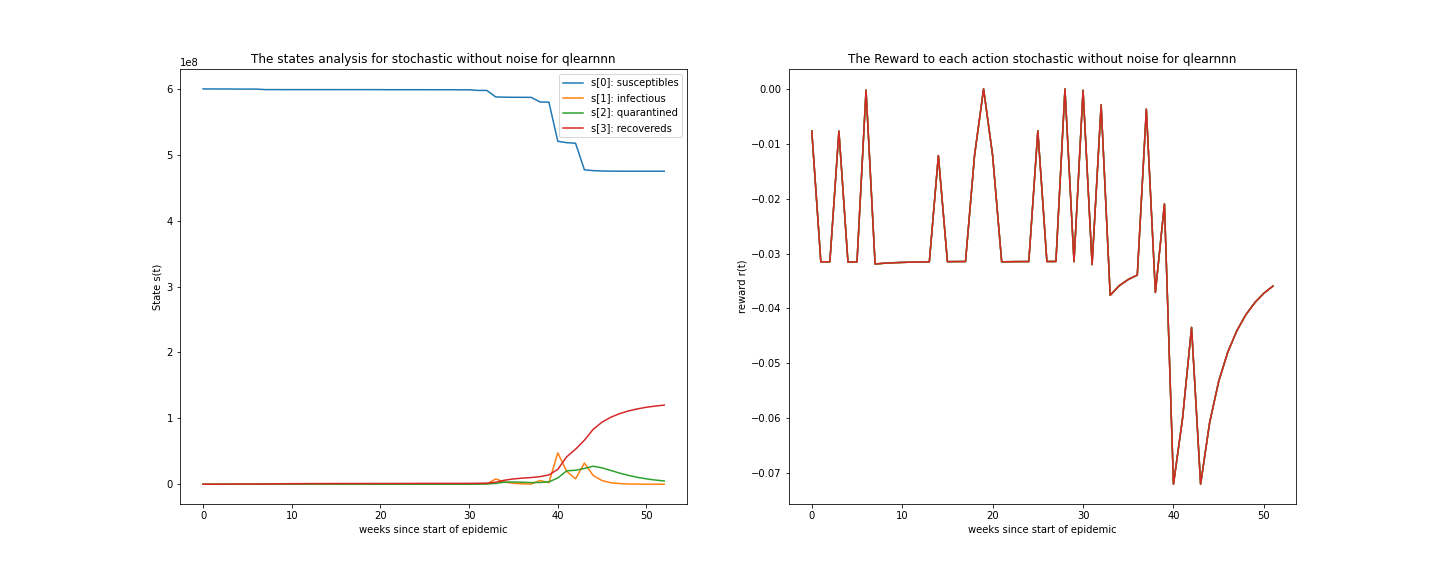 The states analysis for stochastic without noise for qlearnnn
1e8
s[0]: susceptibles
s[1]: infectious
s[2]: quarantined
s[3]: recovereds
6
5
4
3
2
1
0
State s(t)
0 10 20 30 40 50
weeks since start of epidemic
The Reward to each action stochastic without noise for qlearnnn
0.00
−0.01
−0.02
−0.03
−0.04
−0.05
−0.06
−0.07
reward r(t)
0 10 20 30 40 50
weeks since start of epidemic